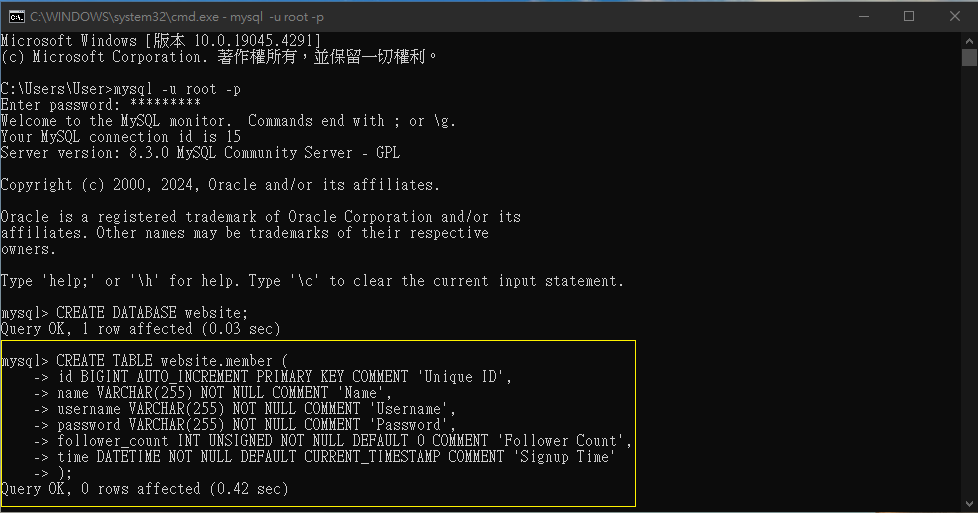 C:\WINDOWS\system32\cmd.exe - mysql -u root -p
Microsoft Windows [版本 10.0.19045.4291]
(c) Microsoft Corporation. 著作權所有，並保留一切權利。
C:\Users\User>mysql -u root -p
Enter password: *********
Welcome to the MySQL monitor.  Commands end with ; or \g.
Your MySQL connection id is 15
Server version: 8.3.0 MySQL Community Server - GPL
Copyright (c) 2000, 2024, Oracle and/or its affiliates.
Oracle is a registered trademark of Oracle Corporation and/or its
affiliates. Other names may be trademarks of their respective
owners.
Type 'help;' or '\h' for help. Type '\c' to clear the current input statement.
mysql> CREATE DATABASE website;
Query OK, 1 row affected (0.03 sec)
mysql> CREATE TABLE website.member (
    -> id BIGINT AUTO_INCREMENT PRIMARY KEY COMMENT 'Unique ID',
    -> name VARCHAR(255) NOT NULL COMMENT 'Name',
    -> username VARCHAR(255) NOT NULL COMMENT 'Username',
    -> password VARCHAR(255) NOT NULL COMMENT 'Password',
    -> follower_count INT UNSIGNED NOT NULL DEFAULT 0 COMMENT 'Follower Count',
    -> time DATETIME NOT NULL DEFAULT CURRENT_TIMESTAMP COMMENT 'Signup Time'
    -> );
Query OK, 0 rows affected (0.42 sec)